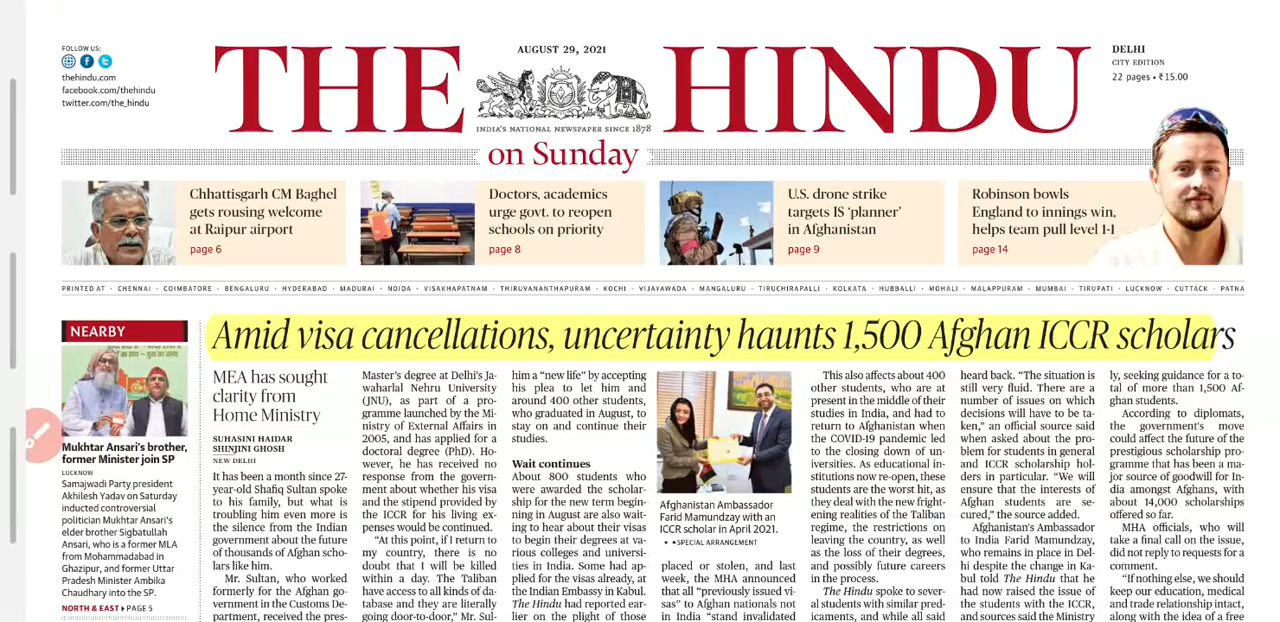 FOLLOW US:
thehindu.com
facebook.com/thehindu
twitter.com/the_hindu
AUGUST 29, 2021
THE HINDU
INDIA'S NATIONAL NEWSPAPER SINCE 1878
on Sunday
DELHI
CITY EDITION
22 pages • ₹15.00
Chhattisgarh CM Baghel
gets rousing welcome
at Raipur airport
page 6
Doctors, academics
urge govt. to reopen
schools on priority
page 8
U.S. drone strike
targets IS ‘planner’
in Afghanistan
page 9
Robinson bowls
England to innings win,
helps team pull level 1-1
page 14
PRINTED AT · CHENNAI · COIMBATORE · BENGALURU · HYDERABAD · MADURAI · NOIDA · VISAKHAPATNAM · THIRUVANANTHAPURAM · KOCHI · VIJAYAWADA · MANGALURU · TIRUCHIRAPALLI · KOLKATA · HUBBALLI · MOHALI · MALAPPURAM · MUMBAI · TIRUPATI · LUCKNOW · CUTTACK · PATNA
NEARBY
Mukhtar Ansari's brother,
former Minister join SP
LUCKNOW
Samajwadi Party president
Akhilesh Yadav on Saturday
inducted controversial
politician Mukhtar Ansari's
elder brother Sigbatullah
Ansari, who is a former MLA
from Mohammadabad in
Ghazipur, and former Uttar
Pradesh Minister Ambika
Chaudhary into the SP.
NORTH & EAST ▸ PAGE 5
Amid visa cancellations, uncertainty haunts 1,500 Afghan ICCR scholars
MEA has sought
clarity from
Home Ministry
SUHASINI HAIDAR
SHINJINI GHOSH
NEW DELHI
It has been a month since 27-
year-old Shafiq Sultan spoke
to his family, but what is
troubling him even more is
the silence from the Indian
government about the future
of thousands of Afghan scho-
lars like him.
Mr. Sultan, who worked
formerly for the Afghan go-
vernment in the Customs De-
partment, received the pres-
Master's degree at Delhi's Ja-
waharlal Nehru University
(JNU), as part of a pro-
gramme launched by the Mi-
nistry of External Affairs in
2005, and has applied for a
doctoral degree (PhD). Ho-
wever, he has received no
response from the govern-
ment about whether his visa
and the stipend provided by
the ICCR for his living ex-
penses would be continued.
“At this point, if I return to
my country, there is no
doubt that I will be killed
within a day. The Taliban
have access to all kinds of da-
tabase and they are literally
going door-to-door,” Mr. Sul-
him a “new life” by accepting
his plea to let him and
around 400 other students,
who graduated in August, to
stay on and continue their
studies.
Wait continues
About 800 students who
were awarded the scholar-
ship for the new term begin-
ning in August are also wait-
ing to hear about their visas
to begin their degrees at va-
rious colleges and universi-
ties in India. Some had ap-
plied for the visas already, at
the Indian Embassy in Kabul.
The Hindu had reported ear-
lier on the plight of those
Afghanistan Ambassador
Farid Mamundzay with an
ICCR scholar in April 2021.
• SPECIAL ARRANGEMENT
placed or stolen, and last
week, the MHA announced
that all “previously issued vi-
sas” to Afghan nationals not
in India “stand invalidated
This also affects about 400
other students, who are at
present in the middle of their
studies in India, and had to
return to Afghanistan when
the COVID-19 pandemic led
to the closing down of un-
iversities. As educational in-
stitutions now re-open, these
students are the worst hit, as
they deal with the new fright-
ening realities of the Taliban
regime, the restrictions on
leaving the country, as well
as the loss of their degrees,
and possibly future careers
in the process.
The Hindu spoke to sever-
al students with similar pred-
icaments, and while all said
heard back. “The situation is
still very fluid. There are a
number of issues on which
decisions will have to be ta-
ken,” an official source said
when asked about the pro-
blem for students in general
and ICCR scholarship hol-
ders in particular. “We will
ensure that the interests of
Afghan students are se-
cured,” the source added.
Afghanistan's Ambassador
to India Farid Mamundzay,
who remains in place in Del-
hi despite the change in Ka-
bul told The Hindu that he
had now raised the issue of
the students with the ICCR,
and sources said the Ministry
ly, seeking guidance for a to-
tal of more than 1,500 Af-
ghan students.
According to diplomats,
the government's move
could affect the future of the
prestigious scholarship pro-
gramme that has been a ma-
jor source of goodwill for In-
dia amongst Afghans, with
about 14,000 scholarships
offered so far.
MHA officials, who will
take a final call on the issue,
did not reply to requests for a
comment.
“If nothing else, we should
keep our education, medical
and trade relationship intact,
along with the idea of a free